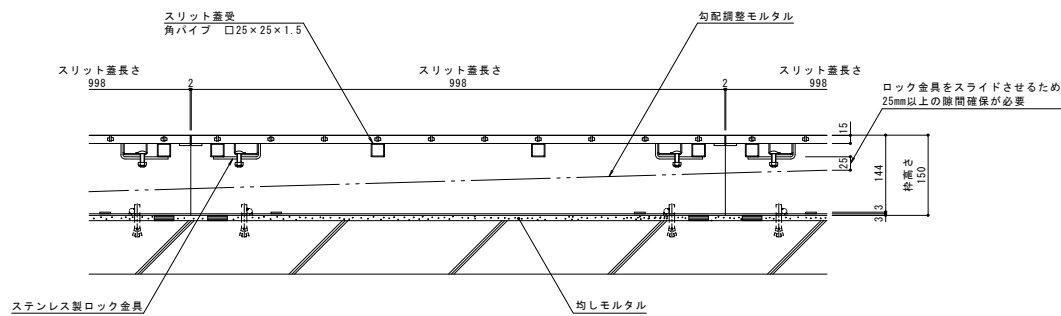 スリット蓋受
角パイプ □25×25×1.5
勾配調整モルタル
スリット蓋長さ
998
2
スリット蓋長さ
998
2
スリット蓋長さ
998
ロック金具をスライドさせるため
25mm以上の隙間確保が必要
15
25
144
枠高さ
150
3
3
ステンレス製ロック金具
均しモルタル